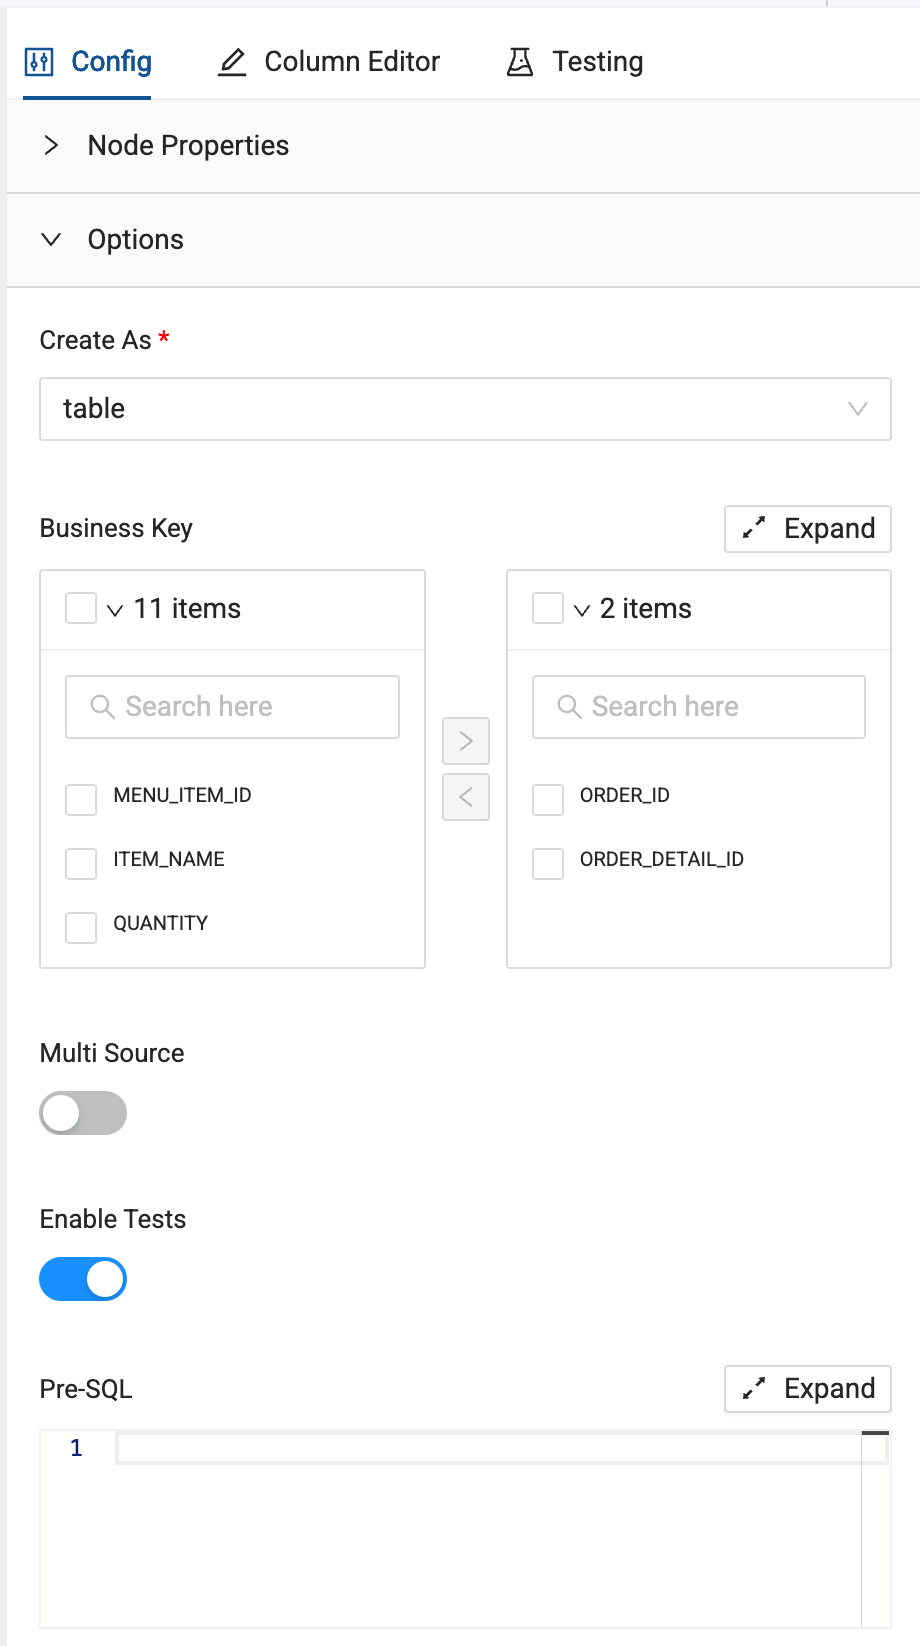 Config Column Editor Testing
Node Properties
Options
Create As *
table
Business Key Expand
11 items 2 items
Search here Search here
MENU_ITEM_ID ORDER_ID
ITEM_NAME ORDER_DETAIL_ID
QUANTITY
Multi Source
Enable Tests
Pre-SQL Expand
1